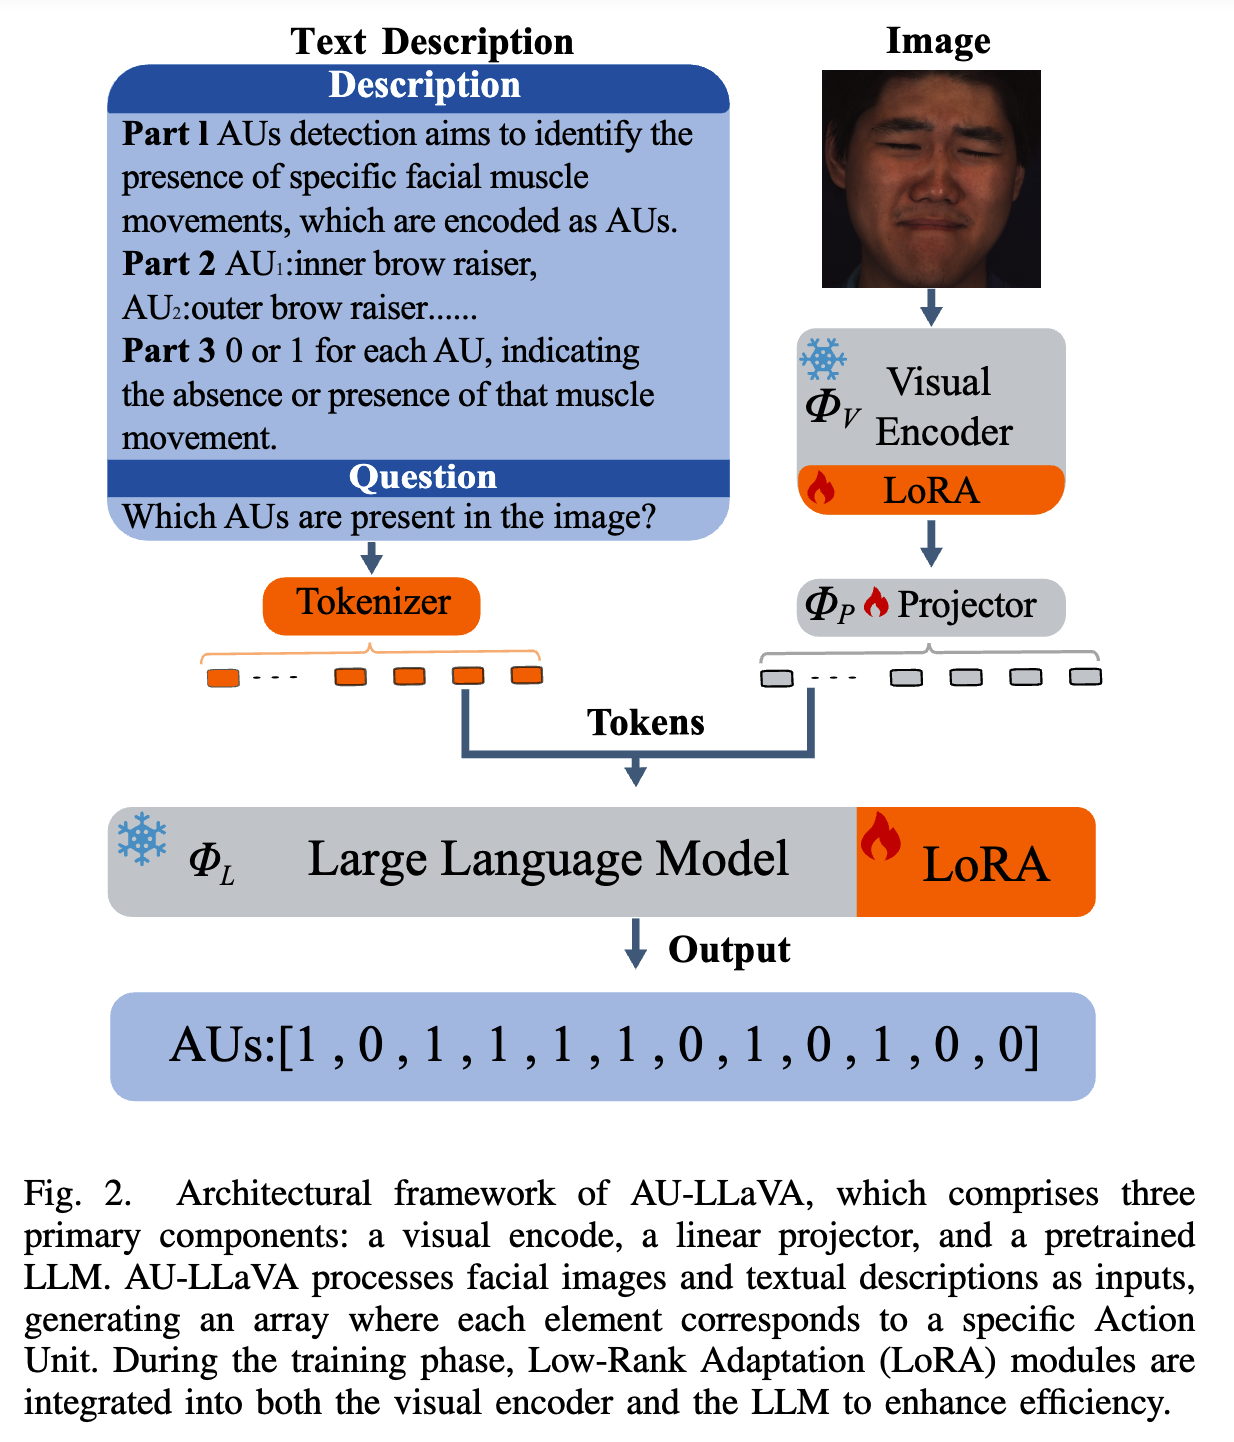 Text Description
Description
Part 1 AUs detection aims to identify the
presence of specific facial muscle
movements, which are encoded as AUs.
Part 2 AU₁:inner brow raiser,
AU₂:outer brow raiser......
Part 3 0 or 1 for each AU, indicating
the absence or presence of that muscle
movement.
Question
Which AUs are present in the image?
Tokenizer
Image
Φ_V Visual
Encoder
LoRA
Φ_P Projector
Tokens
Φ_L Large Language Model
LoRA
Output
AUs:[1 , 0 , 1 , 1 , 1 , 1 , 0 , 1 , 0 , 1 , 0 , 0]
Fig. 2. Architectural framework of AU-LLaVA, which comprises three
primary components: a visual encode, a linear projector, and a pretrained
LLM. AU-LLaVA processes facial images and textual descriptions as inputs,
generating an array where each element corresponds to a specific Action
Unit. During the training phase, Low-Rank Adaptation (LoRA) modules are
integrated into both the visual encoder and the LLM to enhance efficiency.